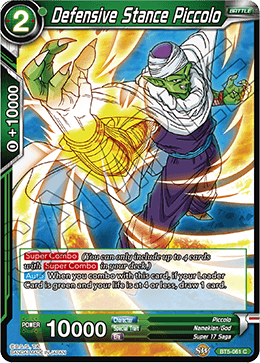 2
Defensive Stance Piccolo
BATTLE
0 +10000
Super Combo (You can only include up to 4 cards
with Super Combo in your deck.)
Auto When you combo with this card, if your Leader
Card is green and your life is at 4 or less, draw 1 card.
POWER 10000
Character Piccolo
Special Trait Namekian/God
Era Super 17 Saga
BT5-061 C